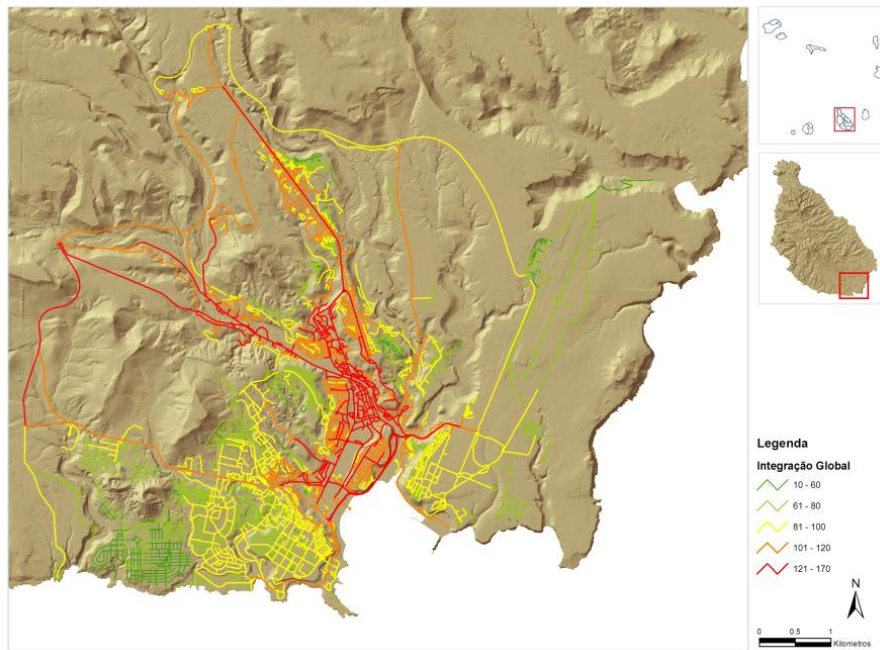 Legenda
Integração Global
10 - 60
61 - 80
81 - 100
101 - 120
121 - 170
N
0 0.5 1
Kilometros